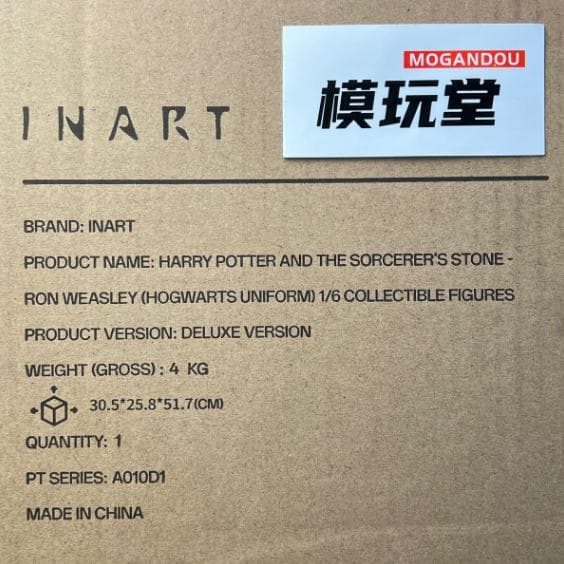 INART
MOGANDOU
模玩堂
BRAND: INART
PRODUCT NAME: HARRY POTTER AND THE SORCERER'S STONE -
RON WEASLEY (HOGWARTS UNIFORM) 1/6 COLLECTIBLE FIGURES
PRODUCT VERSION: DELUXE VERSION
WEIGHT (GROSS) : 4 KG
30.5*25.8*51.7(CM)
QUANTITY: 1
PT SERIES: A010D1
MADE IN CHINA